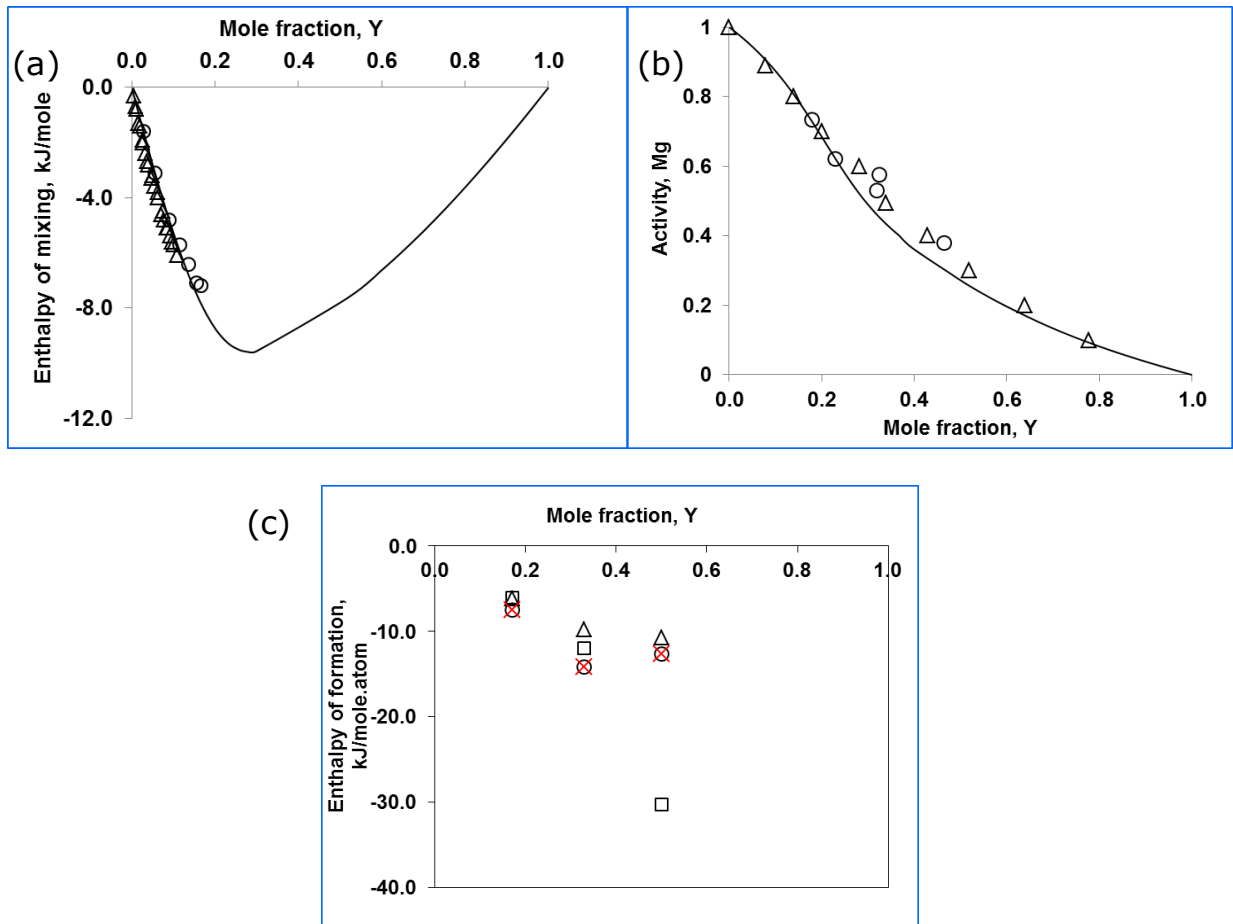 (a)
Mole fraction, Y
0.0 0.2 0.4 0.6 0.8 1.0
0.0
-4.0
-8.0
-12.0
Enthalpy of mixing, kJ/mole
(b)
1
0.8
0.6
0.4
0.2
0
Activity, Mg
0.0 0.2 0.4 0.6 0.8 1.0
Mole fraction, Y
(c)
Mole fraction, Y
0.0
0.0 0.2 0.4 0.6 0.8 1.0
-10.0
-20.0
-30.0
-40.0
Enthalpy of formation,
kJ/mole.atom